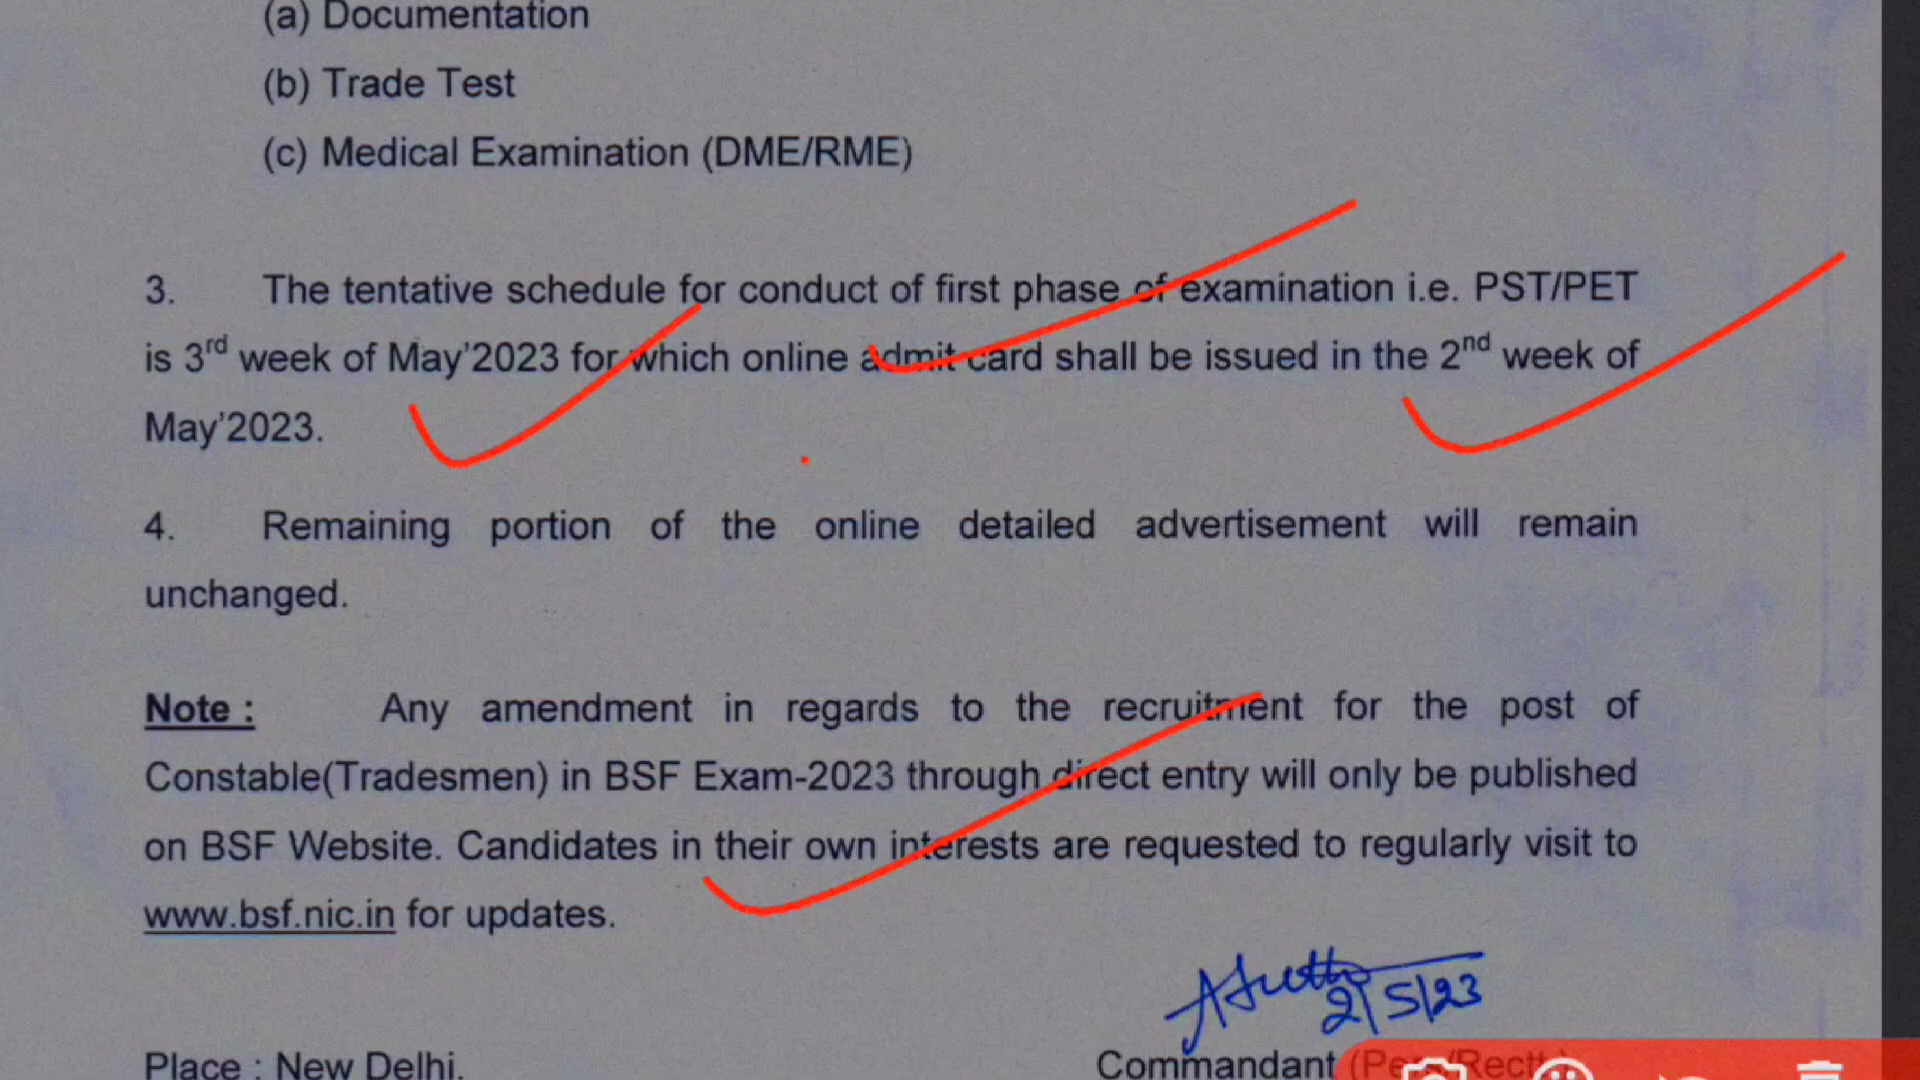 (a) Documentation
(b) Trade Test
(c) Medical Examination (DME/RME)
3. The tentative schedule for conduct of first phase of examination i.e. PST/PET
is 3rd week of May'2023 for which online admit card shall be issued in the 2nd week of
May'2023.
4. Remaining portion of the online detailed advertisement will remain
unchanged.
Note : Any amendment in regards to the recruitment for the post of
Constable(Tradesmen) in BSF Exam-2023 through direct entry will only be published
on BSF Website. Candidates in their own interests are requested to regularly visit to
www.bsf.nic.in for updates.
2/5/23
Place : New Delhi. Commandant